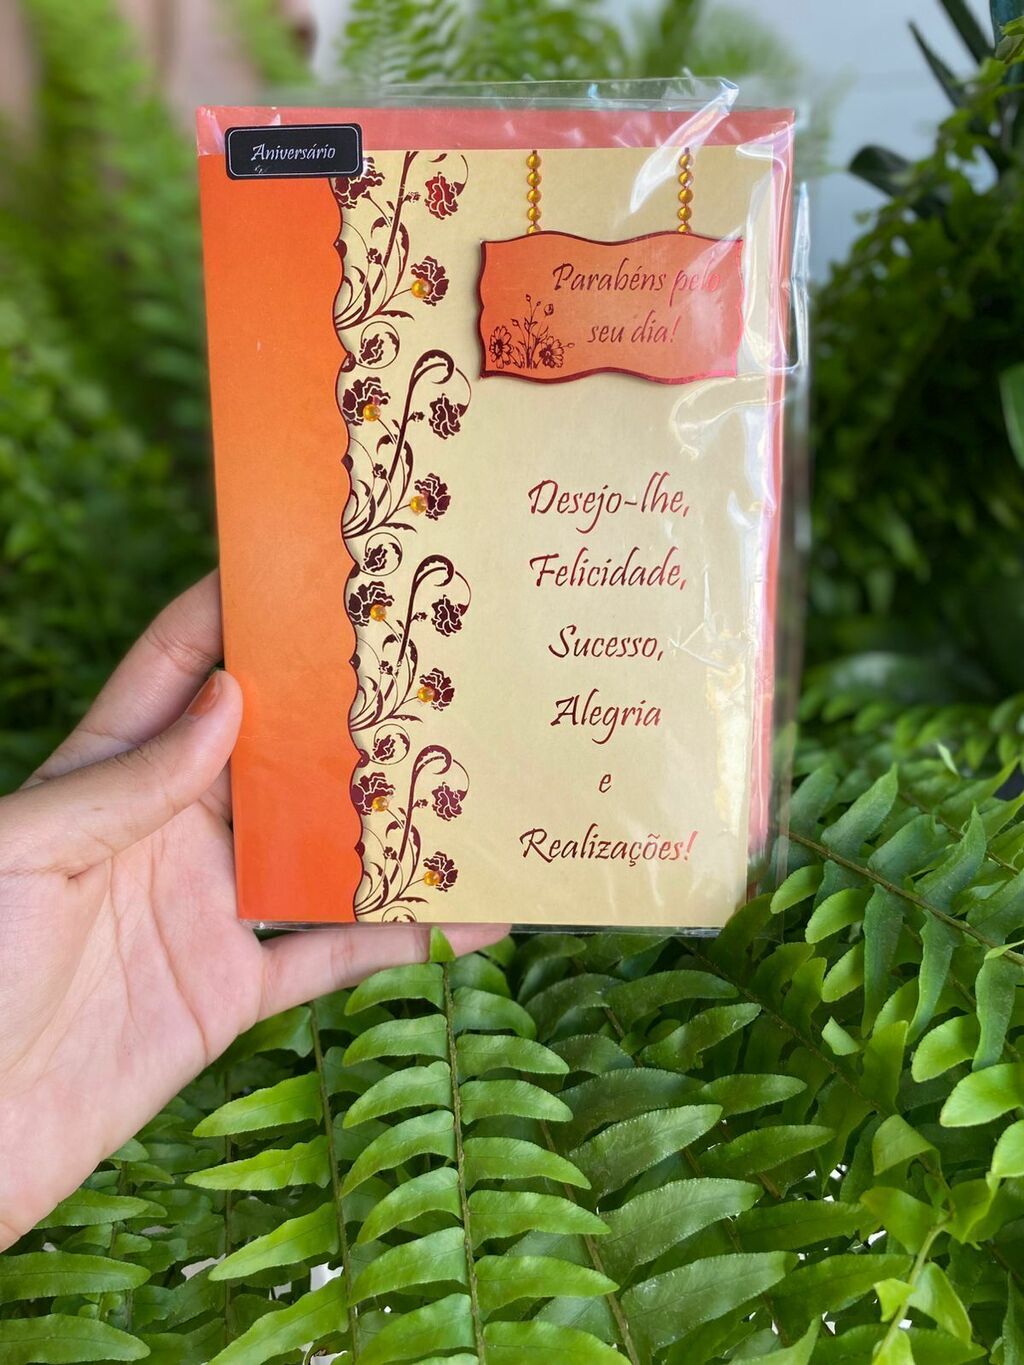 Aniversário
Parabéns pelo
seu dia!
Desejo-lhe,
Felicidade,
Sucesso,
Alegria
e
Realizações!